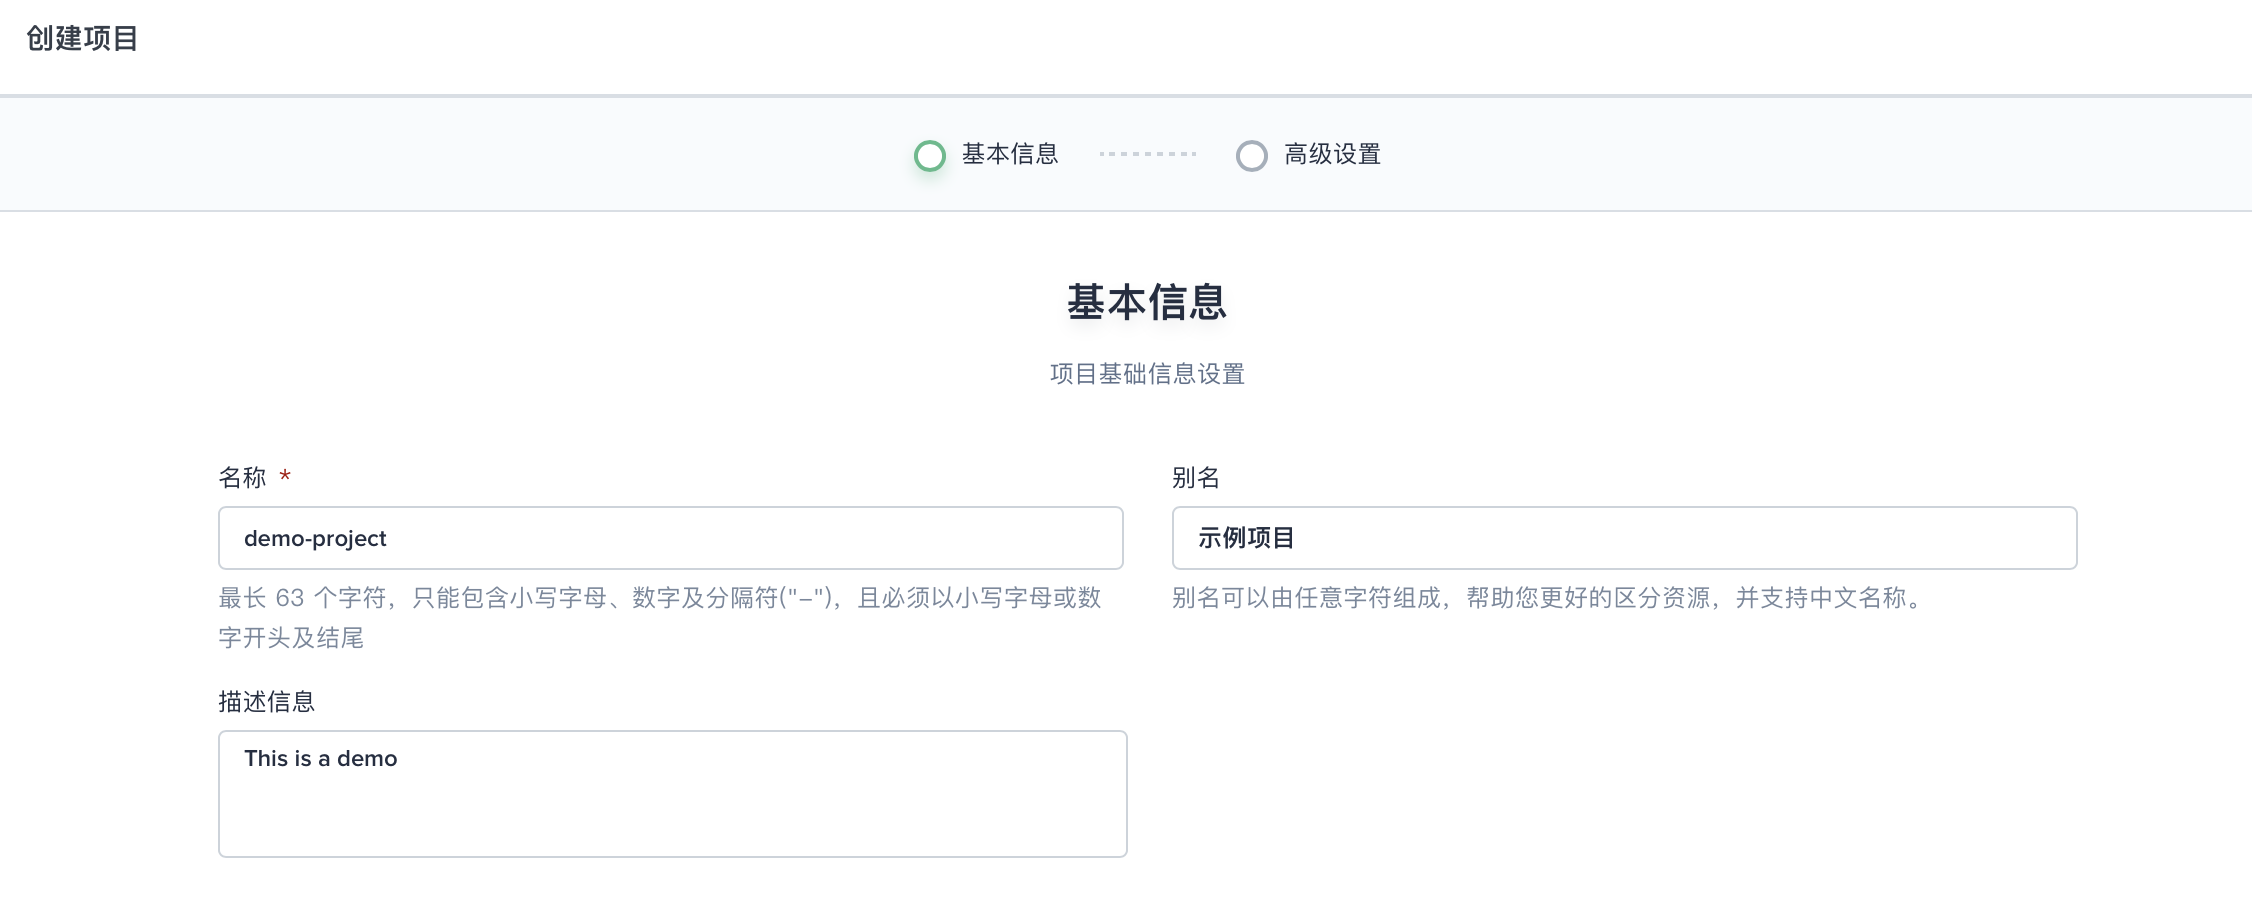 创建项目
基本信息
高级设置
基本信息
项目基础信息设置
名称 *
demo-project
最长 63 个字符，只能包含小写字母、数字及分隔符("-")，且必须以小写字母或数
字开头及结尾
别名
示例项目
别名可以由任意字符组成，帮助您更好的区分资源，并支持中文名称。
描述信息
This is a demo